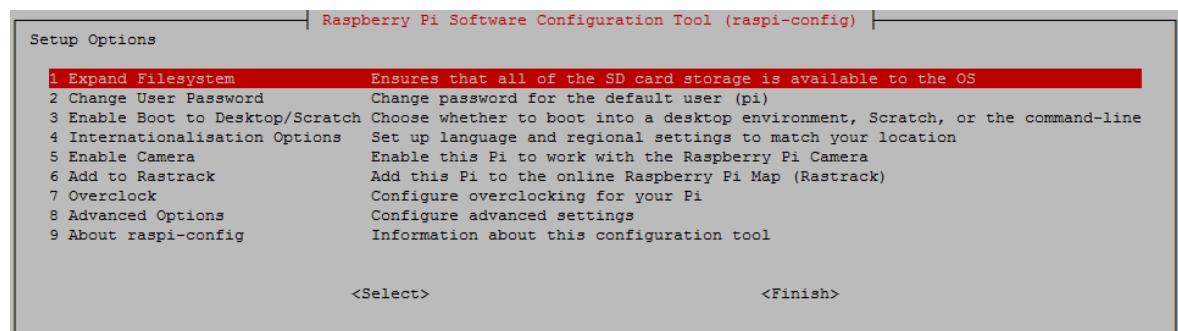 Raspberry Pi Software Configuration Tool (raspi-config)
Setup Options
1 Expand Filesystem Ensures that all of the SD card storage is available to the OS
2 Change User Password Change password for the default user (pi)
3 Enable Boot to Desktop/Scratch Choose whether to boot into a desktop environment, Scratch, or the command-line
4 Internationalisation Options Set up language and regional settings to match your location
5 Enable Camera Enable this Pi to work with the Raspberry Pi Camera
6 Add to Rastrack Add this Pi to the online Raspberry Pi Map (Rastrack)
7 Overclock Configure overclocking for your Pi
8 Advanced Options Configure advanced settings
9 About raspi-config Information about this configuration tool
<Select> <Finish>